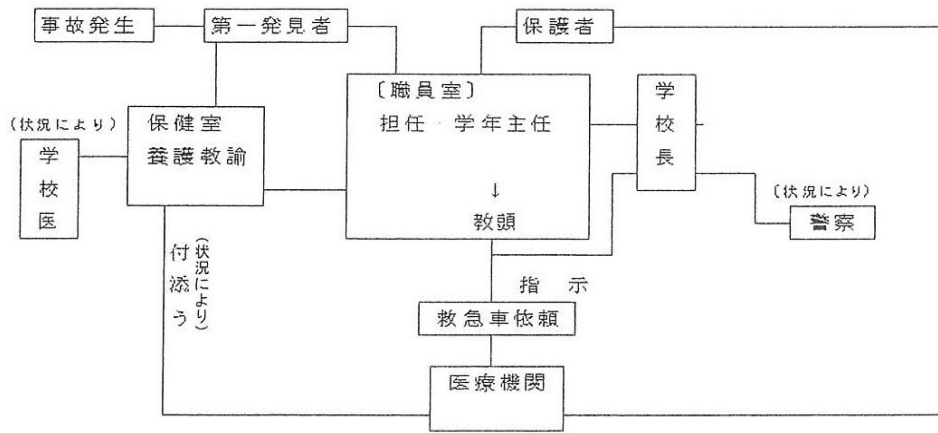 事故発生
第一発見者
保護者
〔職員室〕
担任・学年主任
↓
教頭
学校長
(状況により)
学校医
保健室
養護教諭
(状況により)
警察
付添う
(状況により)
指示
救急車依頼
医療機関